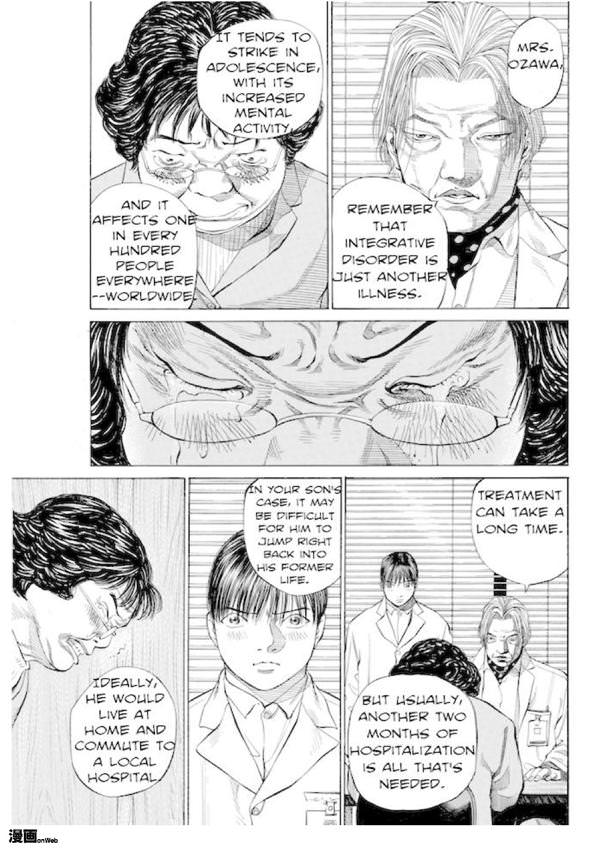 MRS.
OZAWA,
REMEMBER
THAT
INTEGRATIVE
DISORDER IS
JUST ANOTHER
ILLNESS.
IT TENDS TO
STRIKE IN
ADOLESCENCE,
WITH ITS
INCREASED
MENTAL
ACTIVITY,
AND IT
AFFECTS ONE
IN EVERY
HUNDRED
PEOPLE
EVERYWHERE
--WORLDWIDE.
TREATMENT
CAN TAKE A
LONG TIME.
BUT USUALLY,
ANOTHER TWO
MONTHS OF
HOSPITALIZATION
IS ALL THAT'S
NEEDED.
IN YOUR SON'S
CASE, IT MAY
BE DIFFICULT
FOR HIM TO
JUMP RIGHT
BACK INTO
HIS FORMER
LIFE.
IDEALLY,
HE WOULD
LIVE AT
HOME AND
COMMUTE TO
A LOCAL
HOSPITAL.
漫画onWeb